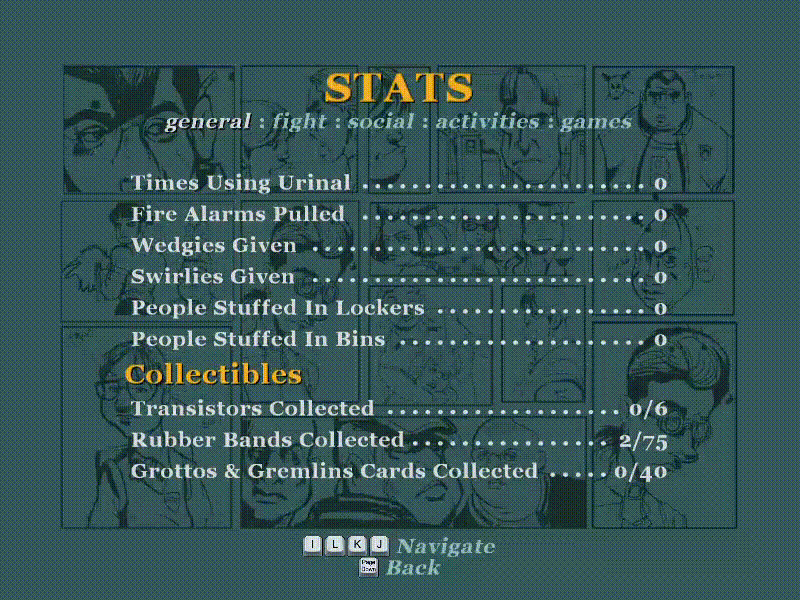 STATS
general : fight : social : activities : games
Times Using Urinal ....................... 0
Fire Alarms Pulled ....................... 0
Wedgies Given ........................... 0
Swirlies Given ........................... 0
People Stuffed In Lockers ................. 0
People Stuffed In Bins .................... 0
Collectibles
Transistors Collected ................... 0/6
Rubber Bands Collected ................ 2/75
Grottos & Gremlins Cards Collected ..... 0/40
I L K J Navigate
Page Down Back